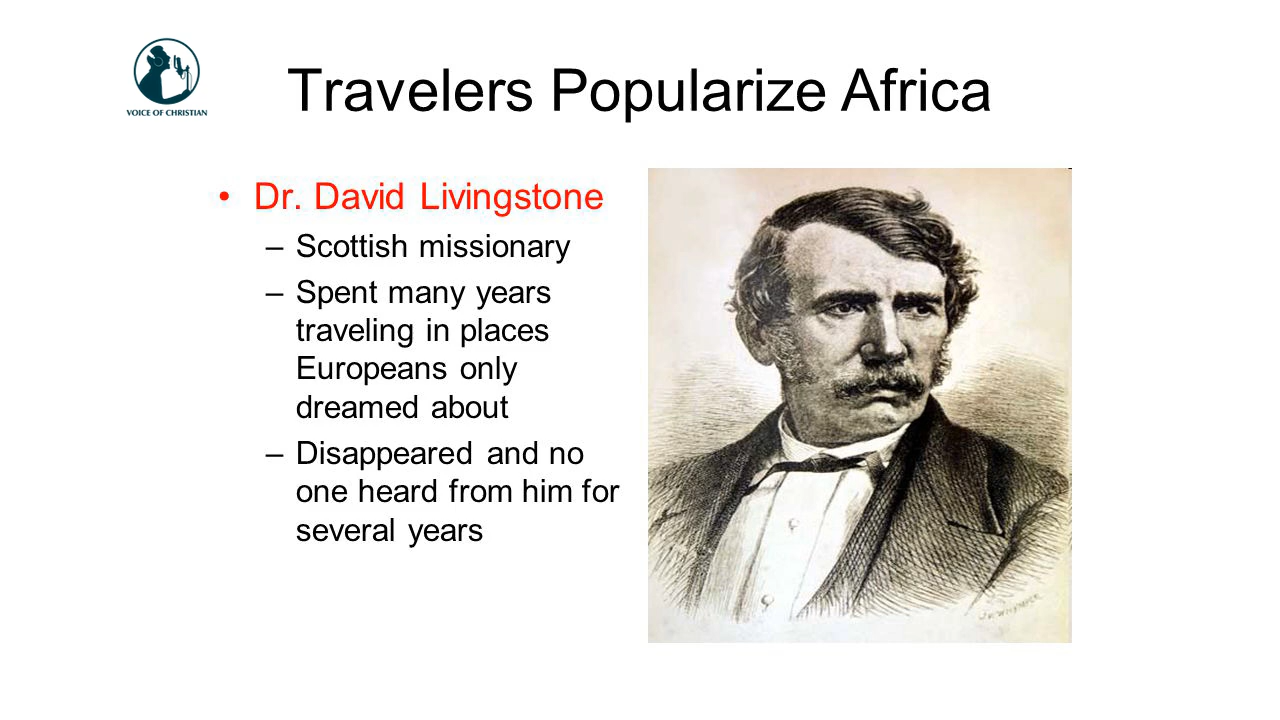 VOICE OF CHRISTIAN
Travelers Popularize Africa
• Dr. David Livingstone
– Scottish missionary
– Spent many years
traveling in places
Europeans only
dreamed about
– Disappeared and no
one heard from him for
several years
J.W. WHYMPER